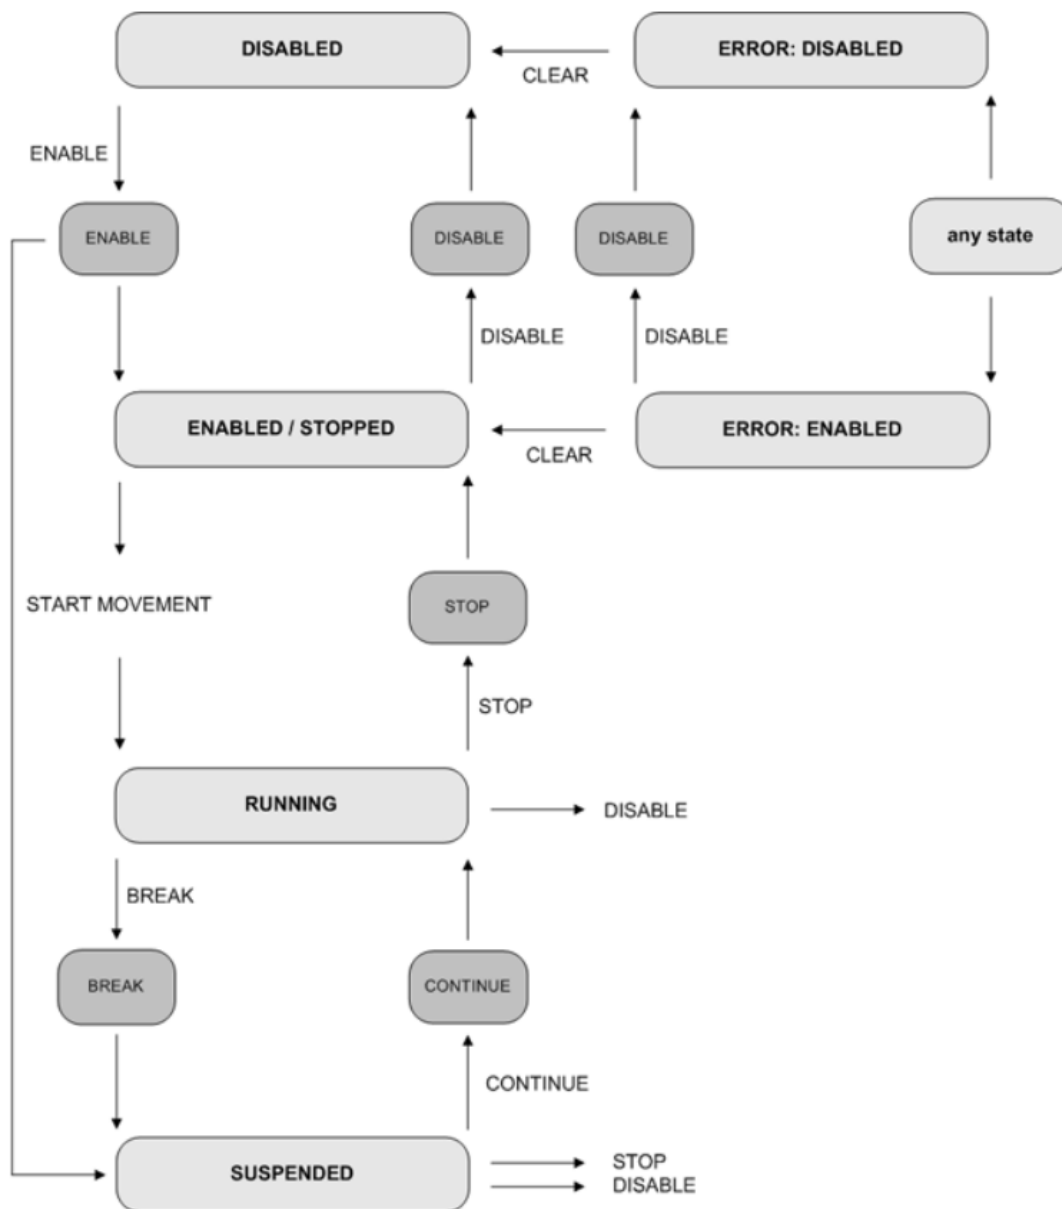 DISABLED
ERROR: DISABLED
CLEAR
ENABLE
ENABLE
DISABLE
DISABLE
any state
DISABLE
DISABLE
ENABLED / STOPPED
ERROR: ENABLED
CLEAR
START MOVEMENT
STOP
STOP
RUNNING
DISABLE
BREAK
BREAK
CONTINUE
CONTINUE
SUSPENDED
STOP
DISABLE